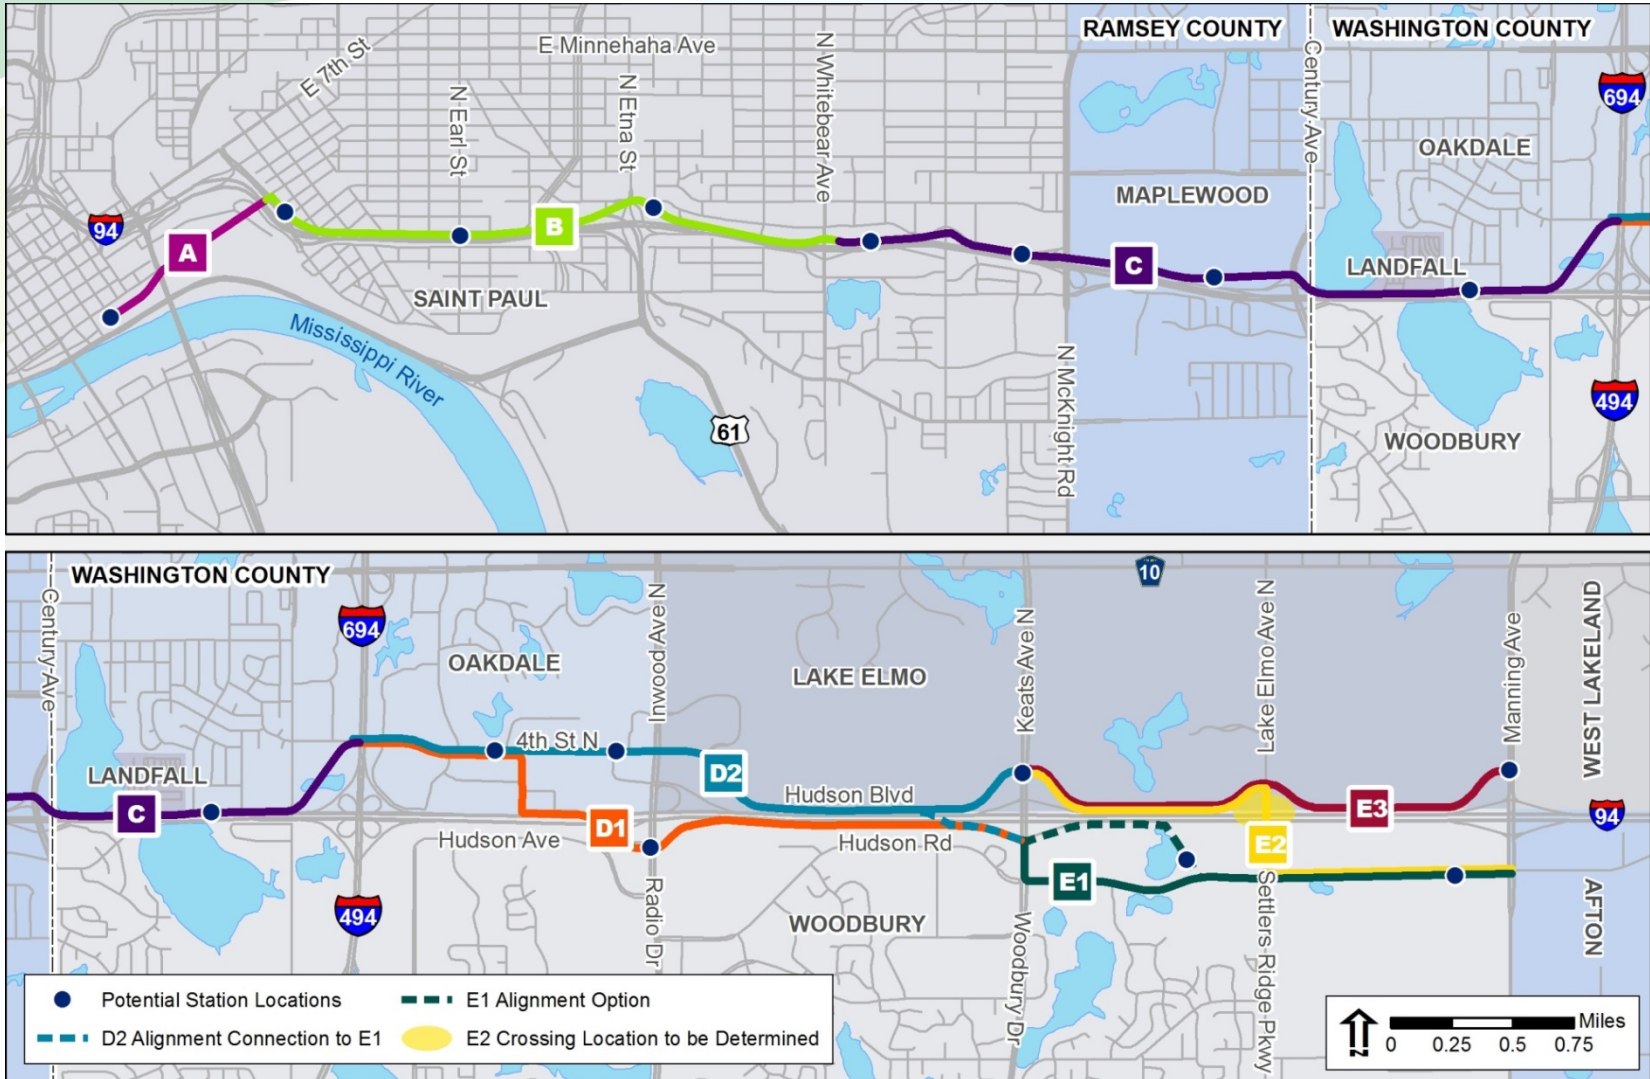 RAMSEY COUNTY
WASHINGTON COUNTY
E 7th St
E Minnehaha Ave
N Earl St
N Etna St
N Whitebear Ave
Century Ave
694
OAKDALE
MAPLEWOOD
94
A
B
C
LANDFALL
SAINT PAUL
Mississippi River
61
N McKnight Rd
494
WOODBURY
WASHINGTON COUNTY
Century Ave
694
OAKDALE
Inwood Ave N
LAKE ELMO
Keats Ave N
10
Lake Elmo Ave N
Manning Ave
WEST LAKELAND
4th St N
LANDFALL
D2
Hudson Blvd
C
E3
94
Hudson Ave
D1
Hudson Rd
E2
E1
494
Radio Dr
WOODBURY
Woodbury Dr
Settlers Ridge Pkwy
AFTON
Potential Station Locations
E1 Alignment Option
D2 Alignment Connection to E1
E2 Crossing Location to be Determined
N
Miles
0 0.25 0.5 0.75